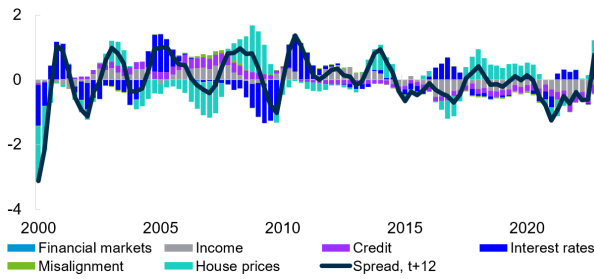 2
0
-2
-4
2000 2005 2010 2015 2020
Financial markets Income Credit Interest rates
Misalignment House prices Spread, t+12